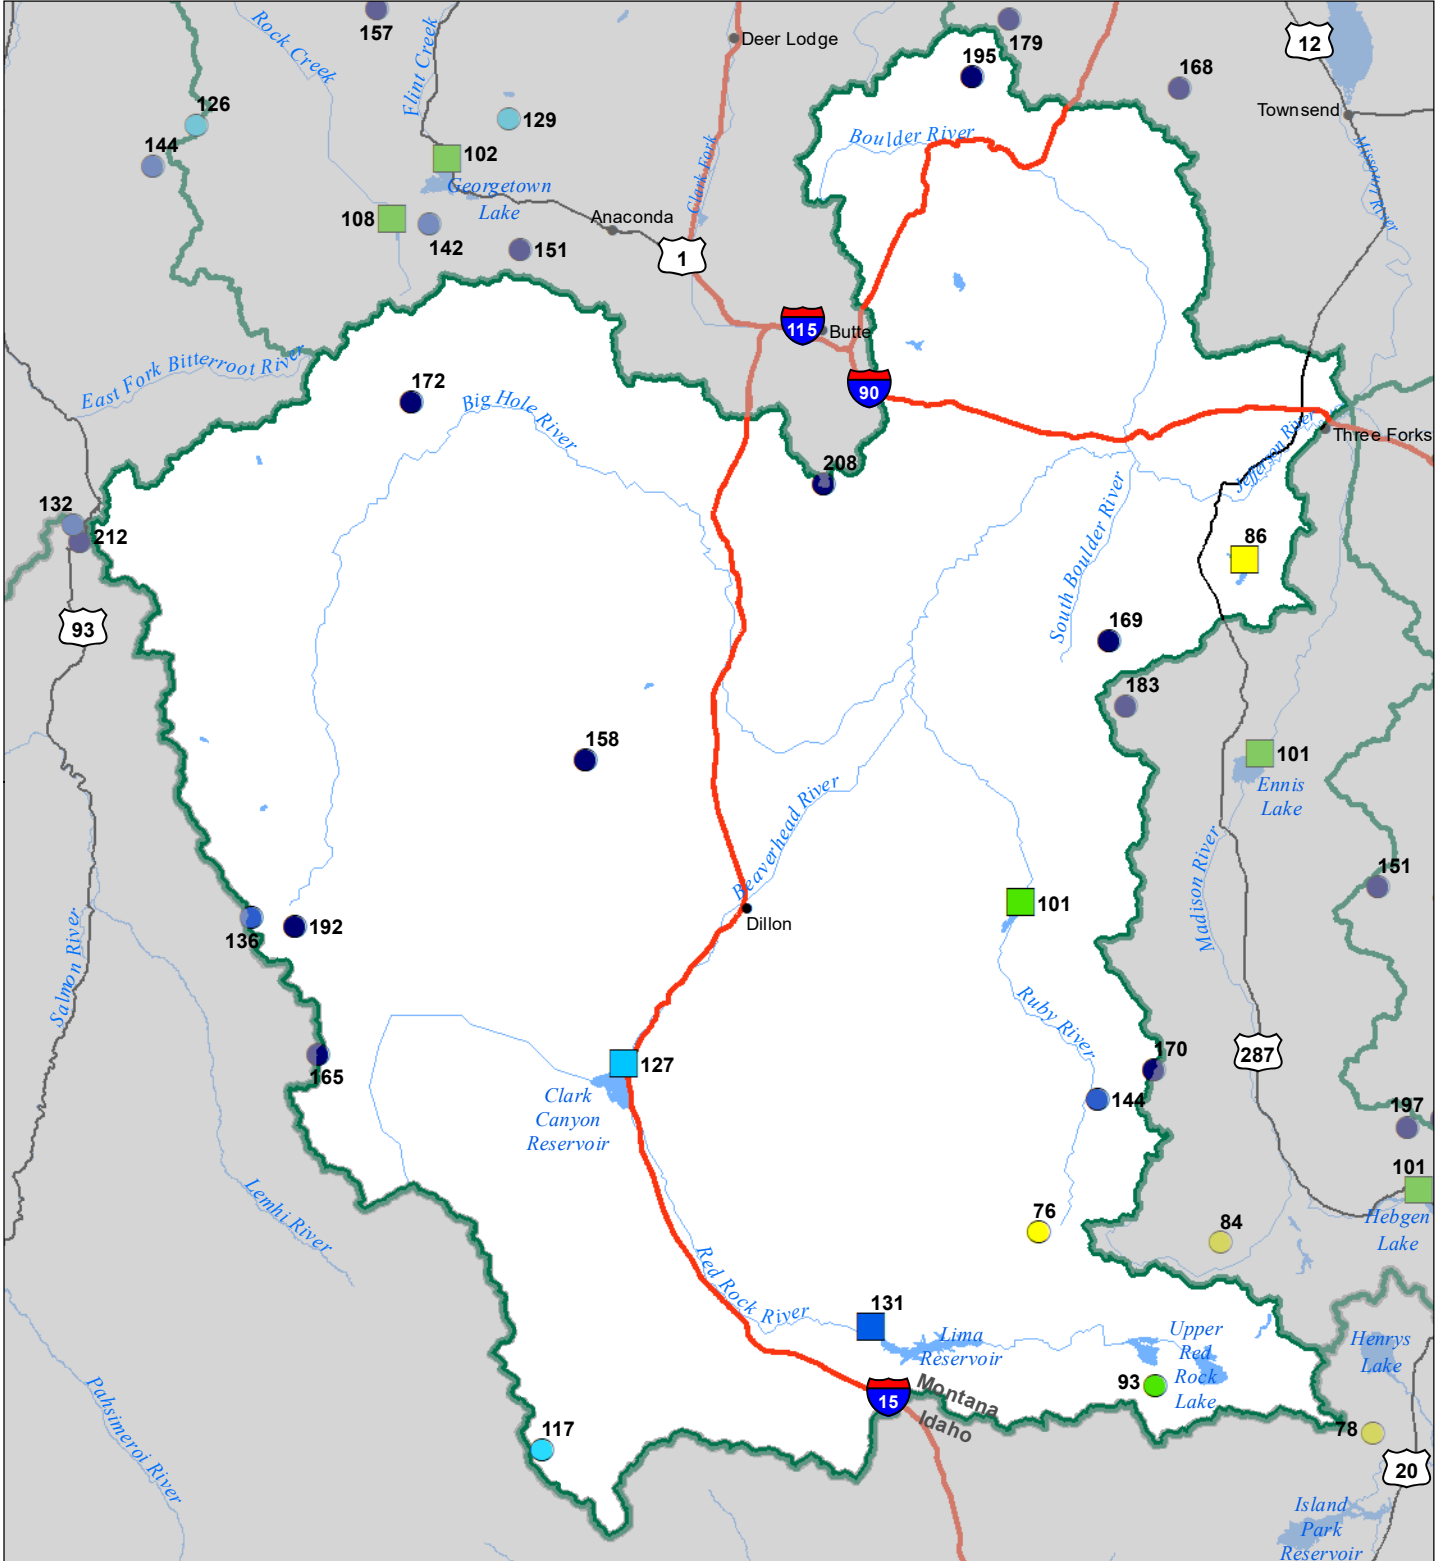 157
Rock Creek
Flint Creek
Deer Lodge
179
195
12
168
Townsend
126
129
144
102
Georgetown
Lake
Clark Fork
Boulder River
Missouri River
108
142
151
Anaconda
1
115
Butte
90
East Fork Bitterroot River
172
Big Hole River
208
Three Forks
Jefferson River
South Boulder River
86
132
212
93
169
183
158
101
Ennis
Lake
Beaverhead River
Madison River
151
101
Dillon
136
192
Salmon River
Ruby River
165
127
Clark
Canyon
Reservoir
170
287
144
197
101
Hebgen
Lake
Lemhi River
76
84
Red Rock River
131
Lima
Reservoir
Upper
Red
Rock
Lake
93
Henrys
Lake
15
Montana
Idaho
Pahsimeroi River
117
78
20
Island
Park
Reservoir